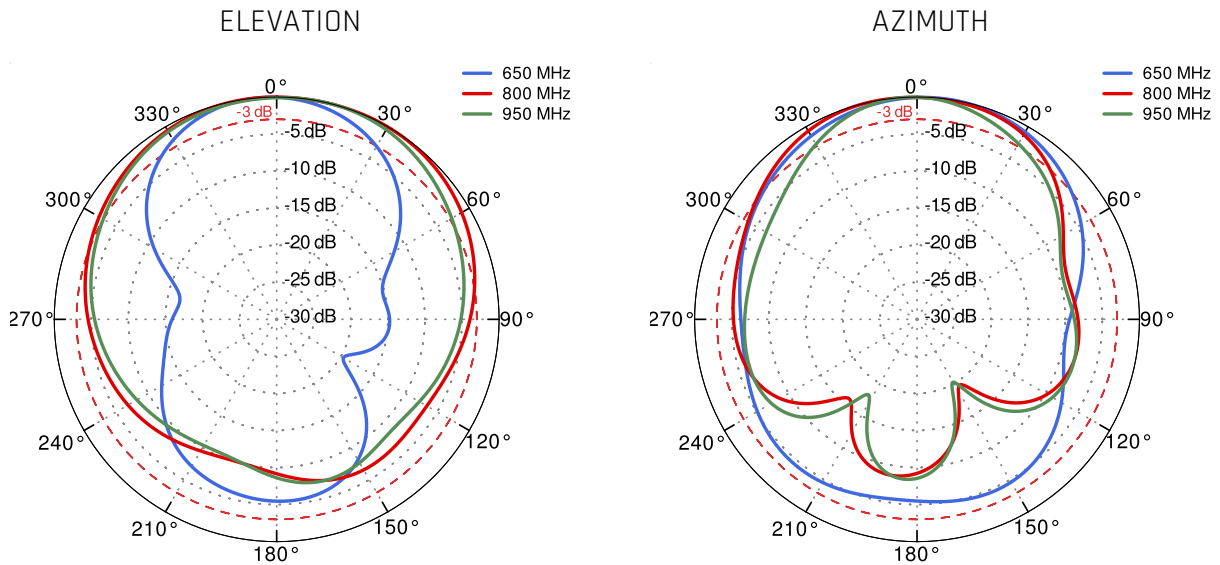 ELEVATION
650 MHz
800 MHz
950 MHz
0°
330°
30°
-3 dB
-5 dB
-10 dB
300°
60°
-15 dB
-20 dB
-25 dB
-30 dB
270°
90°
240°
120°
210°
150°
180°
AZIMUTH
650 MHz
800 MHz
950 MHz
0°
330°
30°
-3 dB
-5 dB
-10 dB
300°
60°
-15 dB
-20 dB
-25 dB
-30 dB
270°
90°
240°
120°
210°
150°
180°